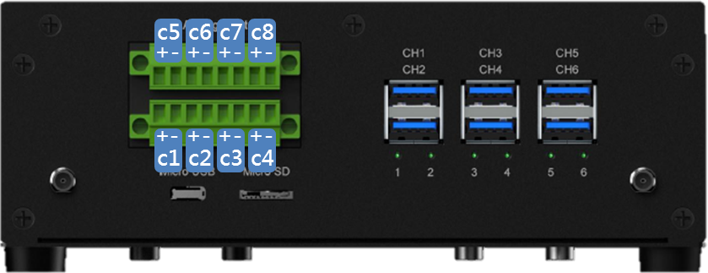 c5 c6 c7 c8
+- +- +- +-
CH1 CH3 CH5
CH2 CH4 CH6
+- +- +- +-
c1 c2 c3 c4
Micro USB Micro SD
1 2 3 4 5 6